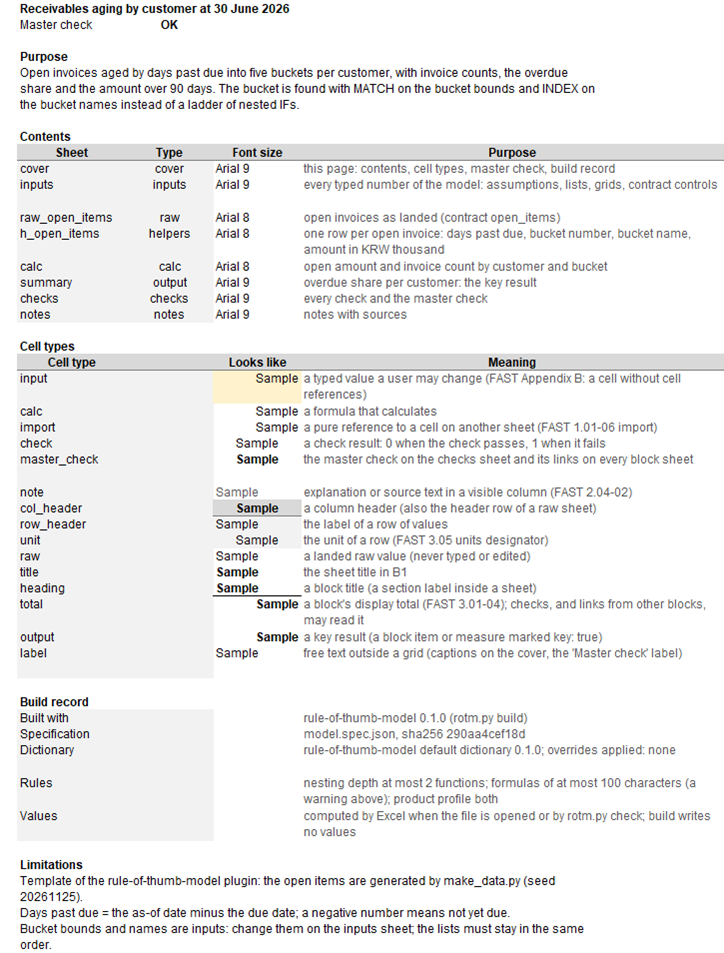 Receivables aging by customer at 30 June 2026
Master check OK
Purpose
Open invoices aged by days past due into five buckets per customer, with invoice counts, the overdue
share and the amount over 90 days. The bucket is found with MATCH on the bucket bounds and INDEX on
the bucket names instead of a ladder of nested IFs.
Contents
Sheet Type Font size Purpose
cover cover Arial 9 this page: contents, cell types, master check, build record
inputs inputs Arial 9 every typed number of the model: assumptions, lists, grids, contract controls
raw_open_items raw Arial 8 open invoices as landed (contract open_items)
h_open_items helpers Arial 8 one row per open invoice: days past due, bucket number, bucket name,
amount in KRW thousand
calc calc Arial 8 open amount and invoice count by customer and bucket
summary output Arial 9 overdue share per customer: the key result
checks checks Arial 9 every check and the master check
notes notes Arial 9 notes with sources
Cell types
Cell type Looks like Meaning
input Sample a typed value a user may change (FAST Appendix B: a cell without cell
references)
calc Sample a formula that calculates
import Sample a pure reference to a cell on another sheet (FAST 1.01-06 import)
check Sample a check result: 0 when the check passes, 1 when it fails
master_check Sample the master check on the checks sheet and its links on every block sheet
note Sample explanation or source text in a visible column (FAST 2.04-02)
col_header Sample a column header (also the header row of a raw sheet)
row_header Sample the label of a row of values
unit Sample the unit of a row (FAST 3.05 units designator)
raw Sample a landed raw value (never typed or edited)
title Sample the sheet title in B1
heading Sample a block title (a section label inside a sheet)
total Sample a block's display total (FAST 3.01-04); checks, and links from other blocks,
may read it
output Sample a key result (a block item or measure marked key: true)
label Sample free text outside a grid (captions on the cover, the 'Master check' label)
Build record
Built with rule-of-thumb-model 0.1.0 (rotm.py build)
Specification model.spec.json, sha256 290aa4cef18d
Dictionary rule-of-thumb-model default dictionary 0.1.0; overrides applied: none
Rules nesting depth at most 2 functions; formulas of at most 100 characters (a
warning above); product profile both
Values computed by Excel when the file is opened or by rotm.py check; build writes
no values
Limitations
Template of the rule-of-thumb-model plugin: the open items are generated by make_data.py (seed
20261125).
Days past due = the as-of date minus the due date; a negative number means not yet due.
Bucket bounds and names are inputs: change them on the inputs sheet; the lists must stay in the same
order.